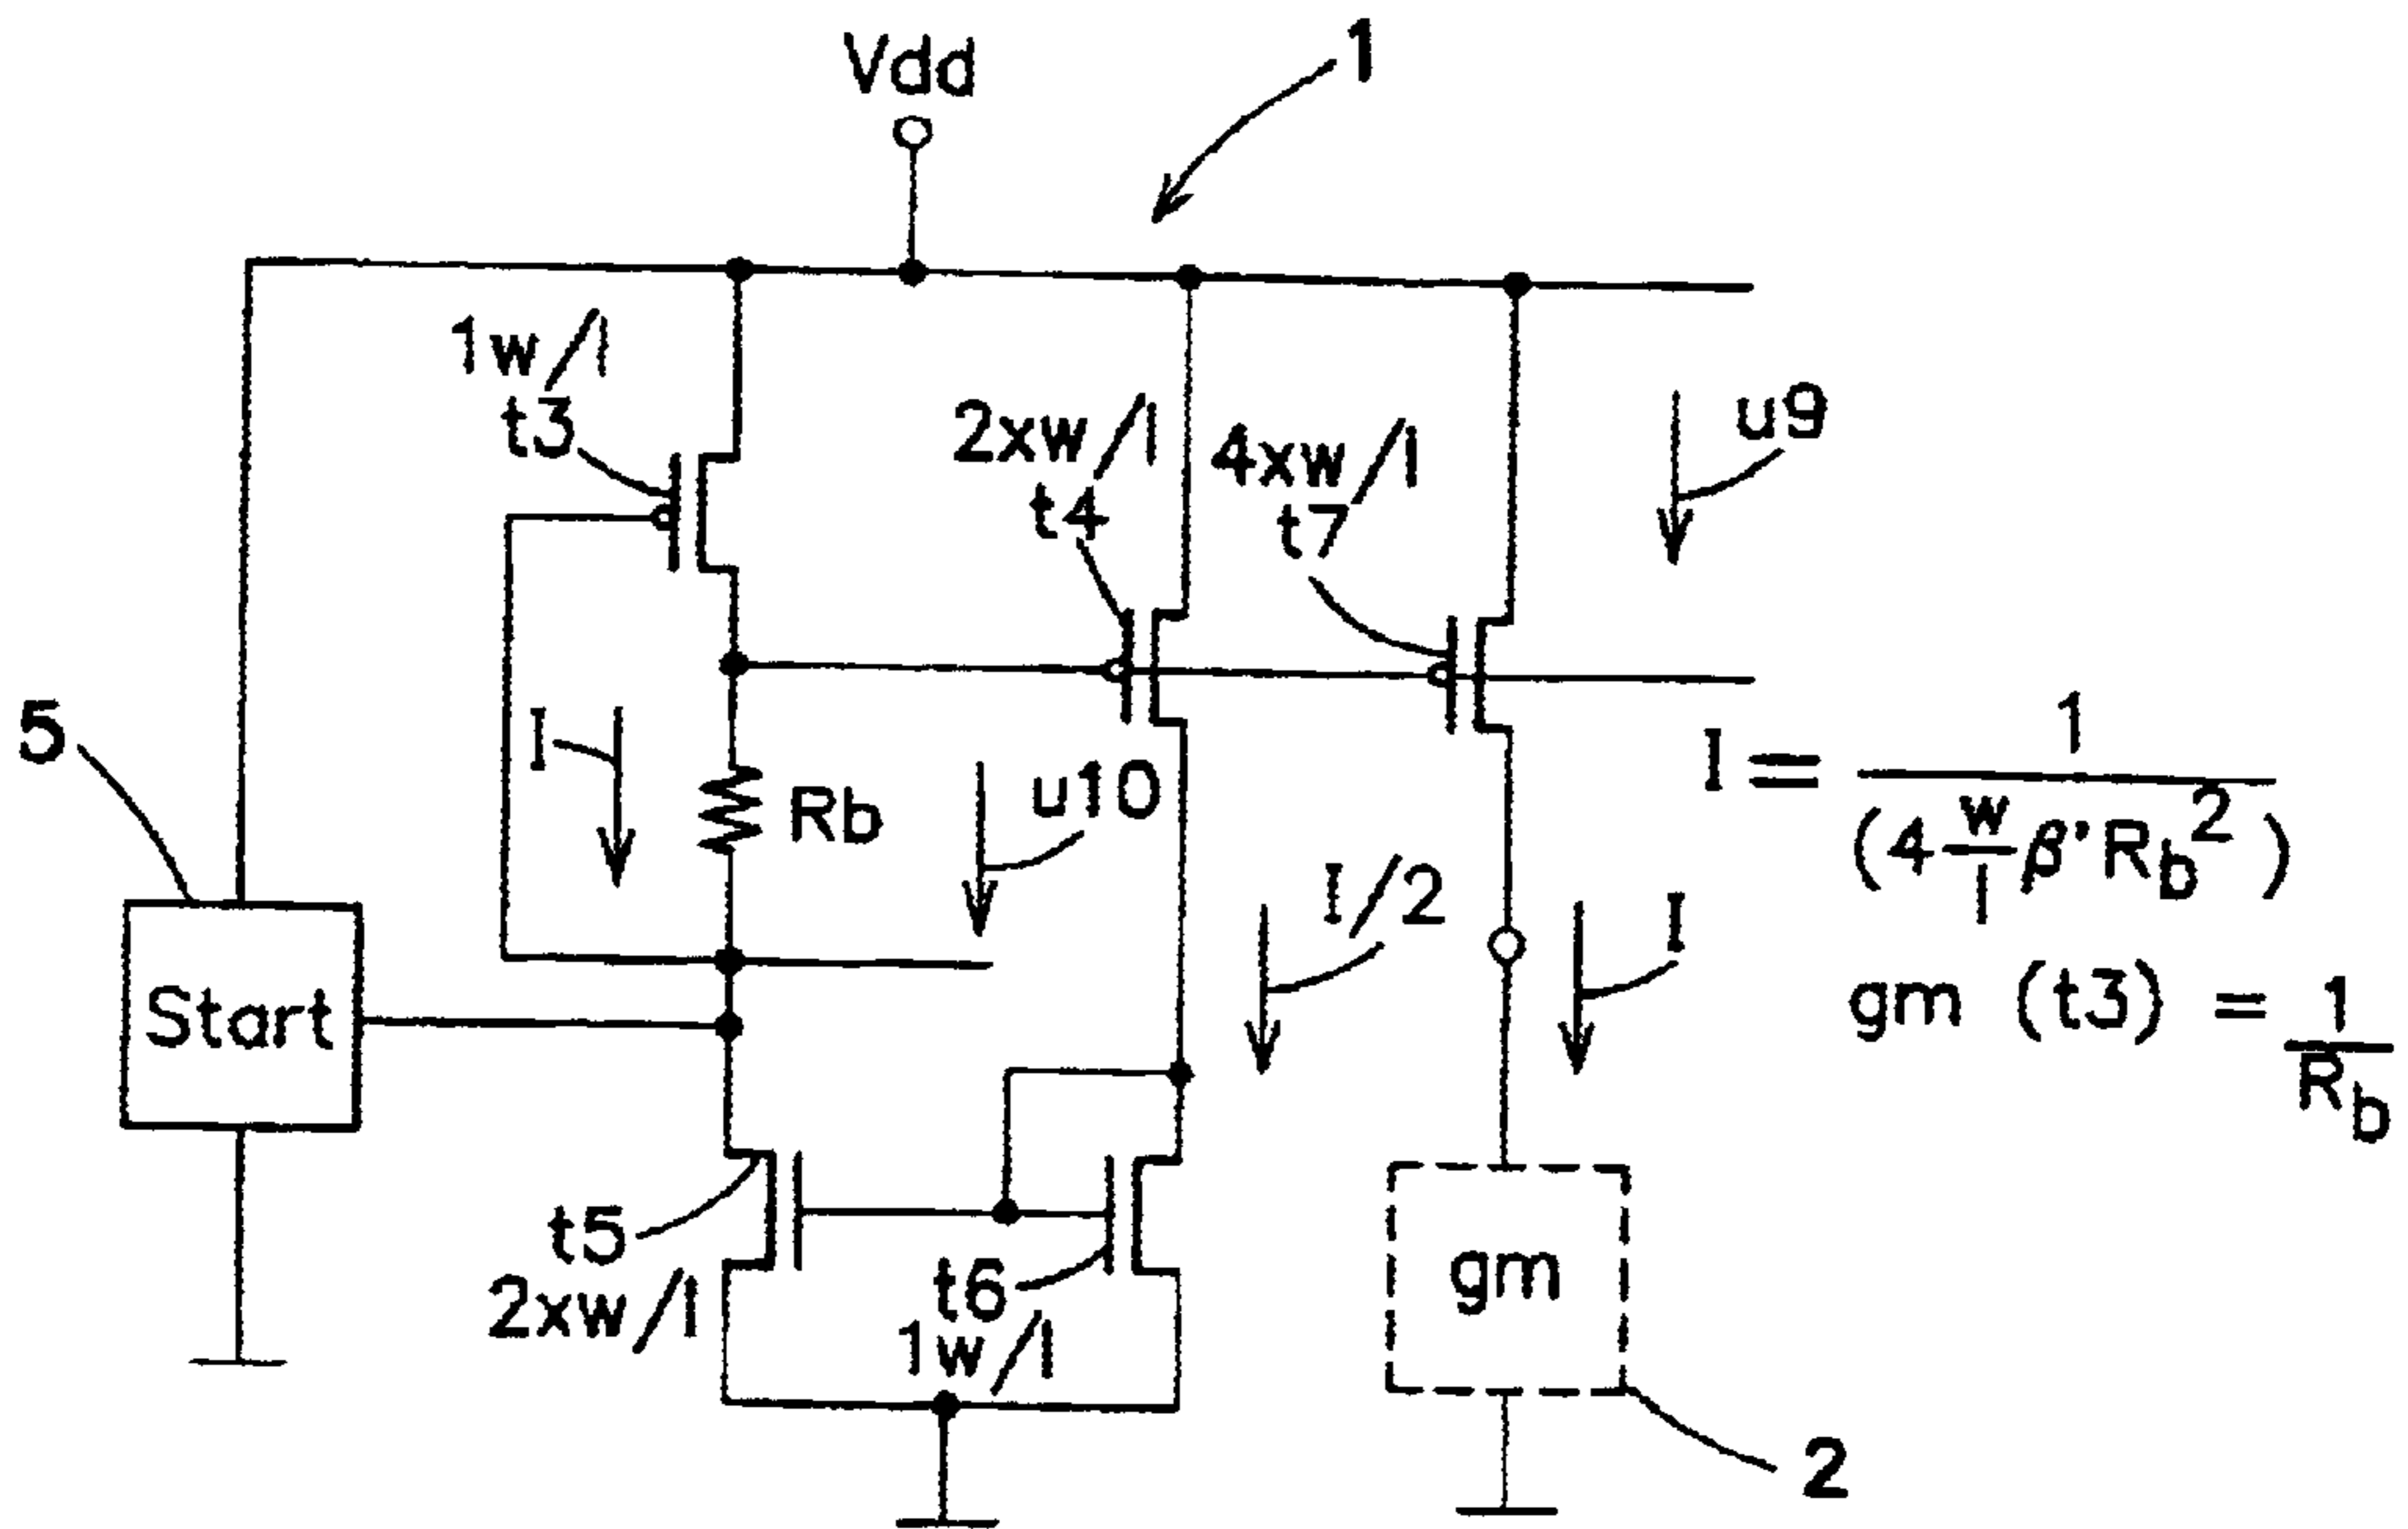 Vdd
1
1w/l
t3
2xw/l
t4
4xw/l
t7
u9
5
I
Rb
u10
I/2
I
I = 1
(4 w/l β' Rb²)
gm (t3) = 1
Rb
Start
t5
2xw/l
t6
1w/l
gm
2